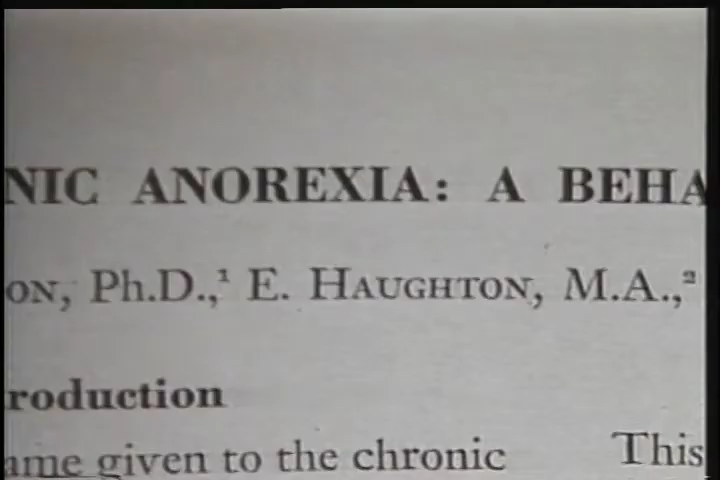 NIC ANOREXIA: A BEHA
ON, Ph.D.,¹ E. HAUGHTON, M.A.,²
roduction
ame given to the chronic This